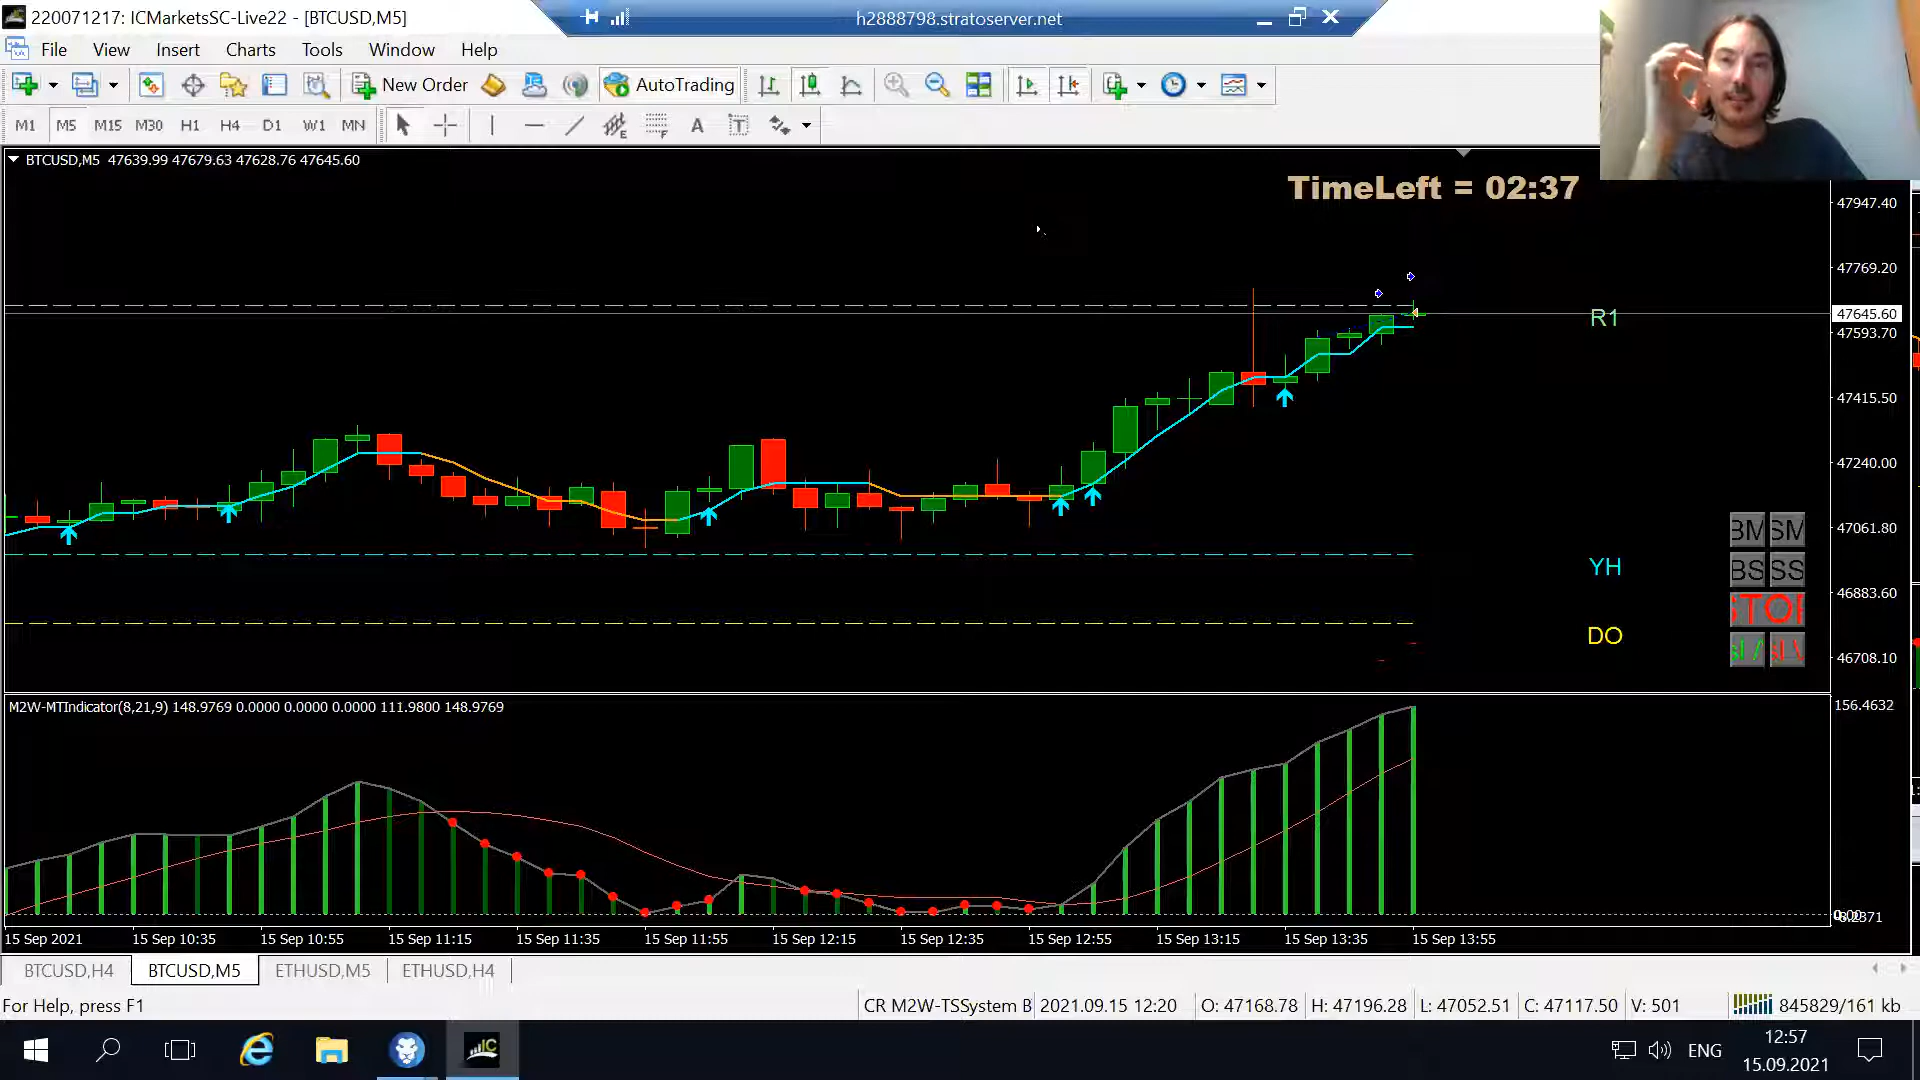 220071217: ICMarketsSC-Live22 - [BTCUSD,M5]
h2888798.stratoserver.net
File View Insert Charts Tools Window Help
New Order AutoTrading
M1 M5 M15 M30 H1 H4 D1 W1 MN
BTCUSD,M5 47639.99 47679.63 47628.76 47645.60
TimeLeft = 02:37
47947.40
47769.20
47645.60
R1
47593.70
47415.50
47240.00
47061.80
BM SM
YH
BS SS
46883.60
STOP
DO
46708.10
M2W-MTIndicator(8,21,9) 148.9769 0.0000 0.0000 0.0000 111.9800 148.9769
156.4632
15 Sep 2021 15 Sep 10:35 15 Sep 10:55 15 Sep 11:15 15 Sep 11:35 15 Sep 11:55 15 Sep 12:15 15 Sep 12:35 15 Sep 12:55 15 Sep 13:15 15 Sep 13:35 15 Sep 13:55
BTCUSD,H4 BTCUSD,M5 ETHUSD,M5 ETHUSD,H4
For Help, press F1
CR M2W-TSSystem B 2021.09.15 12:20 O: 47168.78 H: 47196.28 L: 47052.51 C: 47117.50 V: 501 845829/161 kb
IC
ENG
12:57
15.09.2021